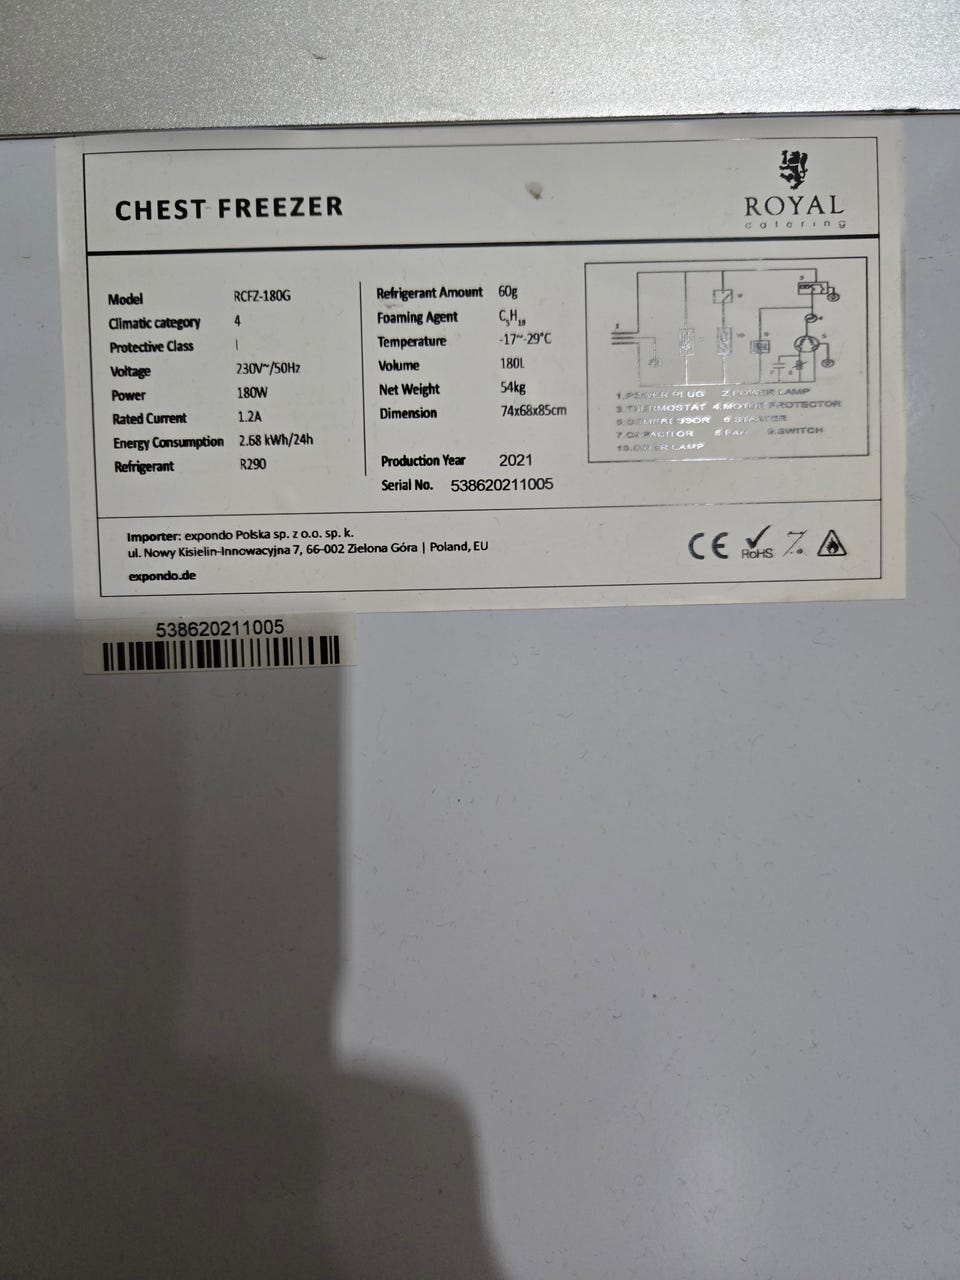 CHEST FREEZER
ROYAL
catering
Model RCFZ-180G
Climatic category 4
Protective Class I
Voltage 230V~/50Hz
Power 180W
Rated Current 1.2A
Energy Consumption 2.68 kWh/24h
Refrigerant R290
Refrigerant Amount 60g
Foaming Agent C5H10
Temperature -17~-29°C
Volume 180L
Net Weight 54kg
Dimension 74x68x85cm
Production Year 2021
Serial No. 538620211005
1.POWER PLUG 2.POWER LAMP
3.THERMOSTAT 4.MOTOR PROTECTOR
5.COMPRESSOR 6.STARTER
7.CAPACITOR 8.FAN 9.SWITCH
10.INNER LAMP
Importer: expondo Polska sp. z o.o. sp. k.
ul. Nowy Kisielin-Innowacyjna 7, 66-002 Zielona Góra | Poland, EU
expondo.de
CE
RoHS
538620211005